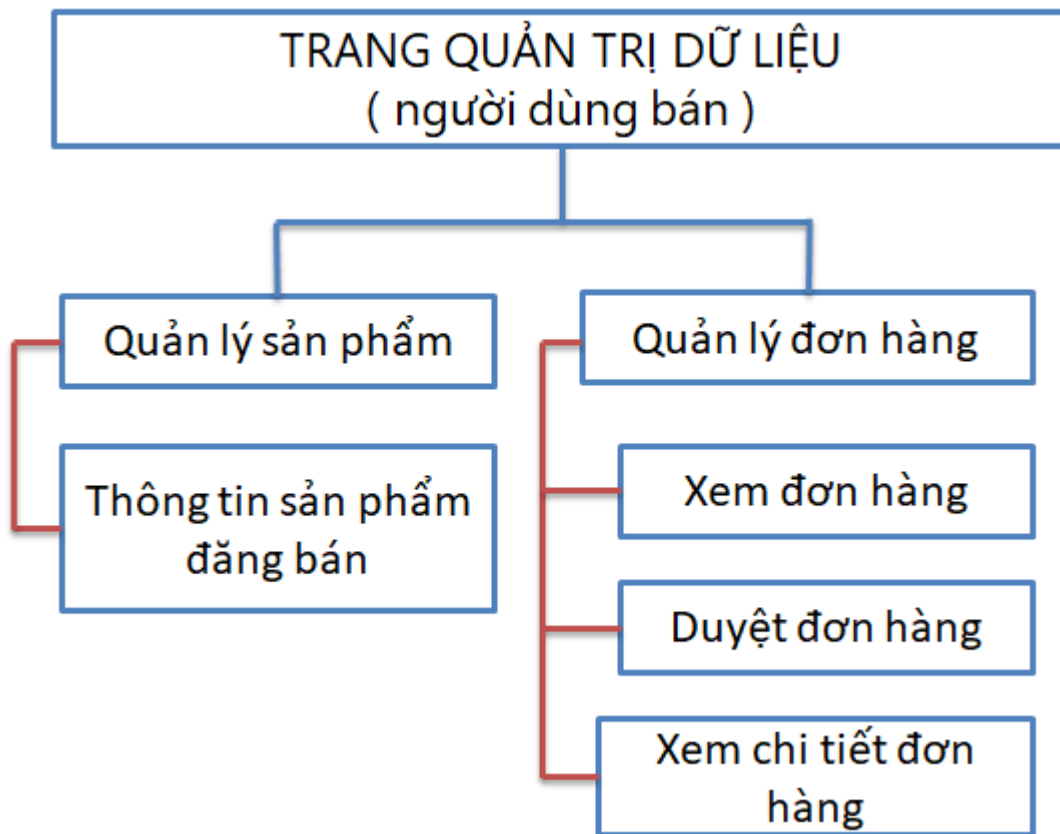 TRANG QUẢN TRỊ DỮ LIỆU
( người dùng bán )
Quản lý sản phẩm
Thông tin sản phẩm
đăng bán
Quản lý đơn hàng
Xem đơn hàng
Duyệt đơn hàng
Xem chi tiết đơn
hàng